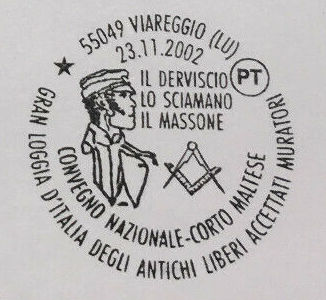 55049 VIAREGGIO (LU)
23.11.2002
IL DERVISCIO
LO SCIAMANO
IL MASSONE
PT
CONVEGNO NAZIONALE-CORTO MALTESE
GRAN LOGGIA D'ITALIA DEGLI ANTICHI LIBERI ACCETTATI MURATORI